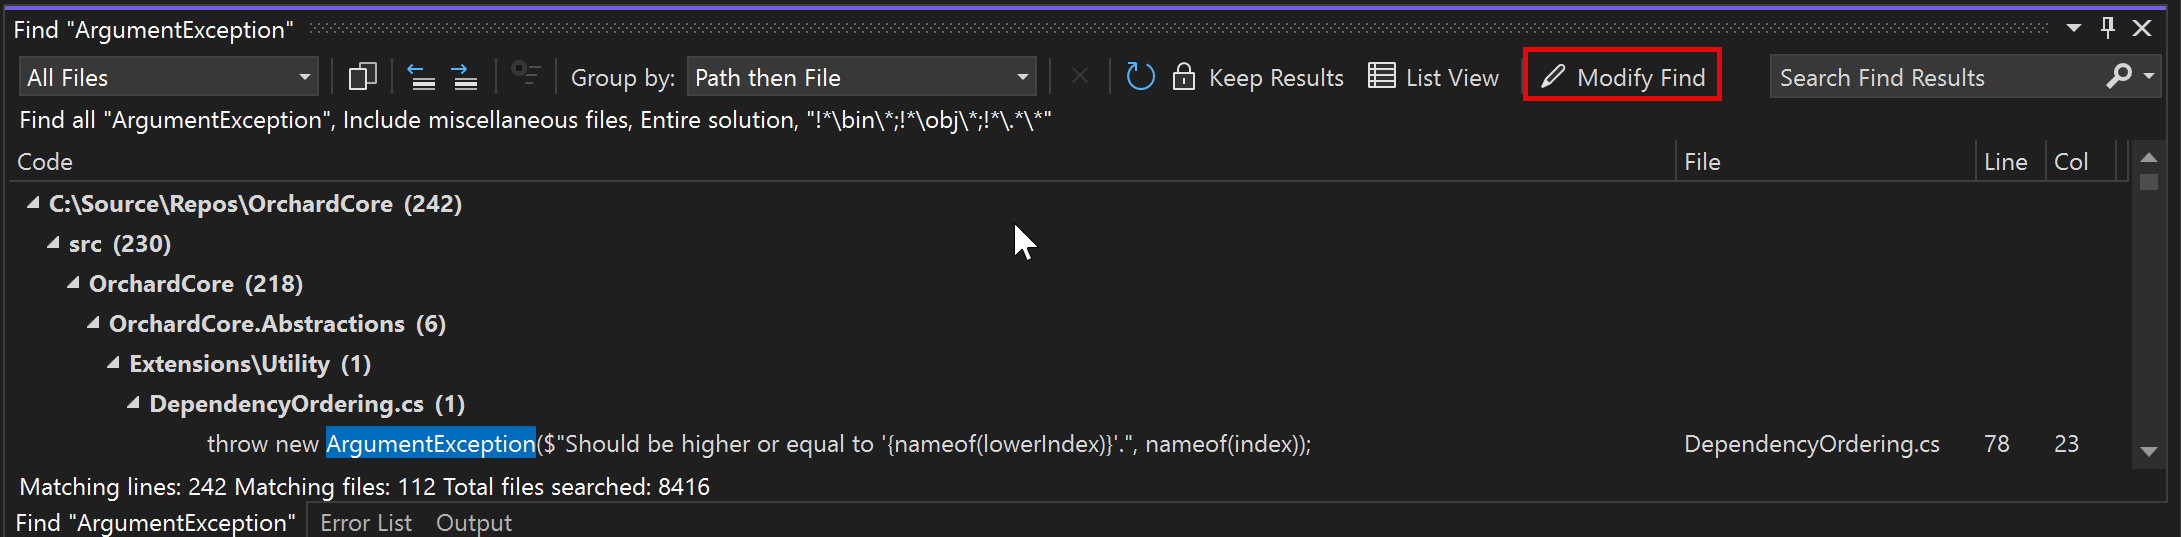 Find "ArgumentException"
All Files Group by: Path then File Keep Results List View Modify Find Search Find Results
Find all "ArgumentException", Include miscellaneous files, Entire solution, "!*\bin\*;!*\obj\*;!*\.*\*"
Code File Line Col
C:\Source\Repos\OrchardCore (242)
src (230)
OrchardCore (218)
OrchardCore.Abstractions (6)
Extensions\Utility (1)
DependencyOrdering.cs (1)
throw new ArgumentException($"Should be higher or equal to '{nameof(lowerIndex)}'.", nameof(index)); DependencyOrdering.cs 78 23
Matching lines: 242 Matching files: 112 Total files searched: 8416
Find "ArgumentException" Error List Output